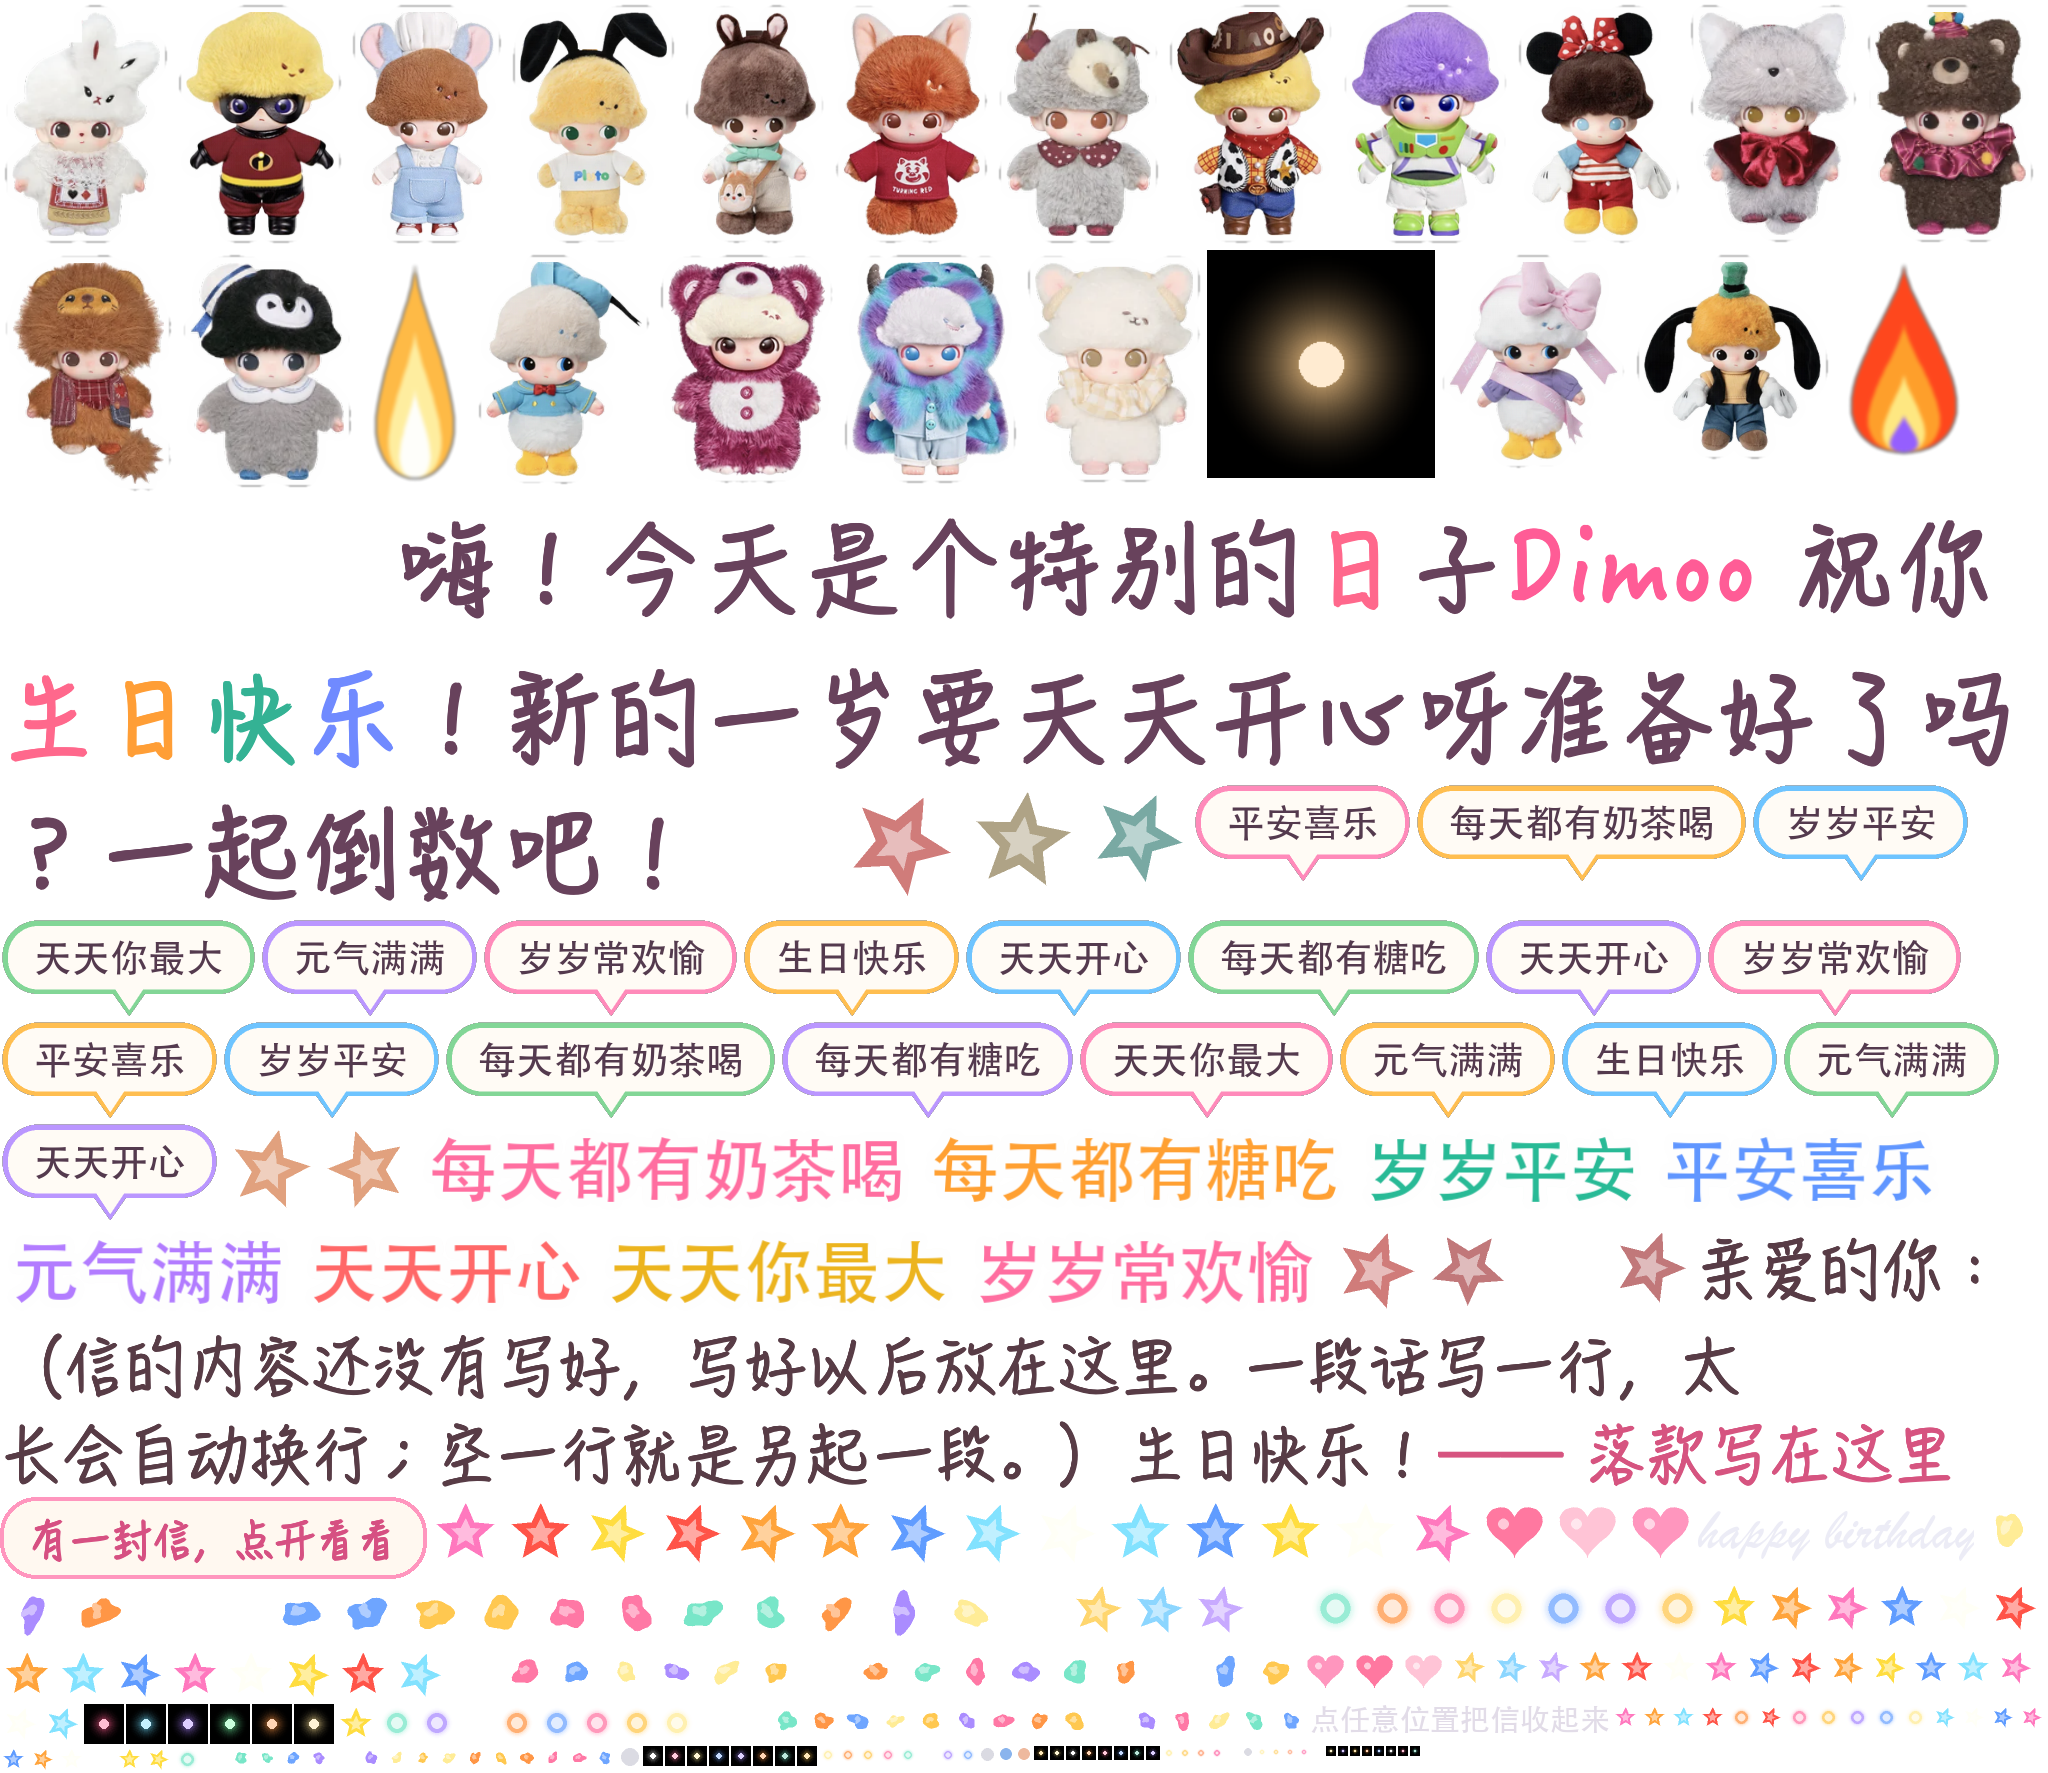 Pluto
TURNING RED
嗨！今天是个特别的日子Dimoo 祝你
生日快乐！新的一岁要天天开心呀准备好了吗
？一起倒数吧！ 平安喜乐 每天都有奶茶喝 岁岁平安
天天你最大 元气满满 岁岁常欢愉 生日快乐 天天开心 每天都有糖吃 天天开心 岁岁常欢愉
平安喜乐 岁岁平安 每天都有奶茶喝 每天都有糖吃 天天你最大 元气满满 生日快乐 元气满满
天天开心 每天都有奶茶喝 每天都有糖吃 岁岁平安 平安喜乐
元气满满 天天开心 天天你最大 岁岁常欢愉 亲爱的你：
（信的内容还没有写好，写好以后放在这里。一段话写一行，太
长会自动换行；空一行就是另起一段。）生日快乐！—— 落款写在这里
有一封信，点开看看 happy birthday
点任意位置把信收起来